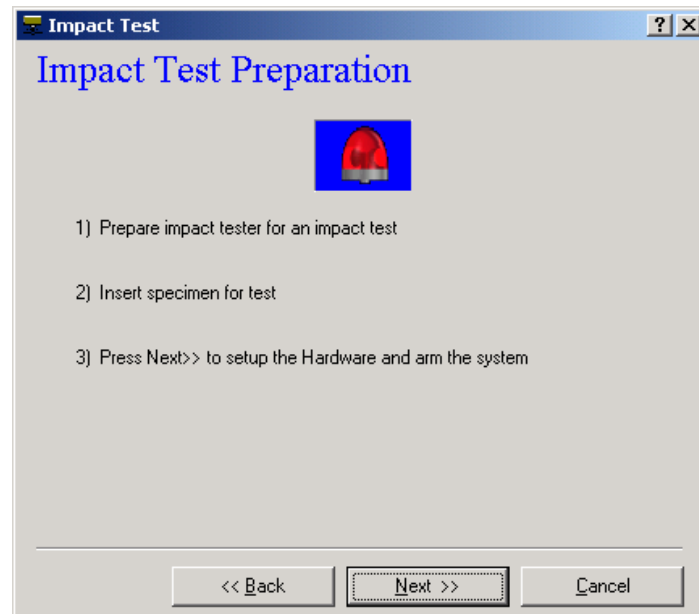 Impact Test
Impact Test Preparation
1) Prepare impact tester for an impact test
2) Insert specimen for test
3) Press Next>> to setup the Hardware and arm the system
<< Back Next >> Cancel